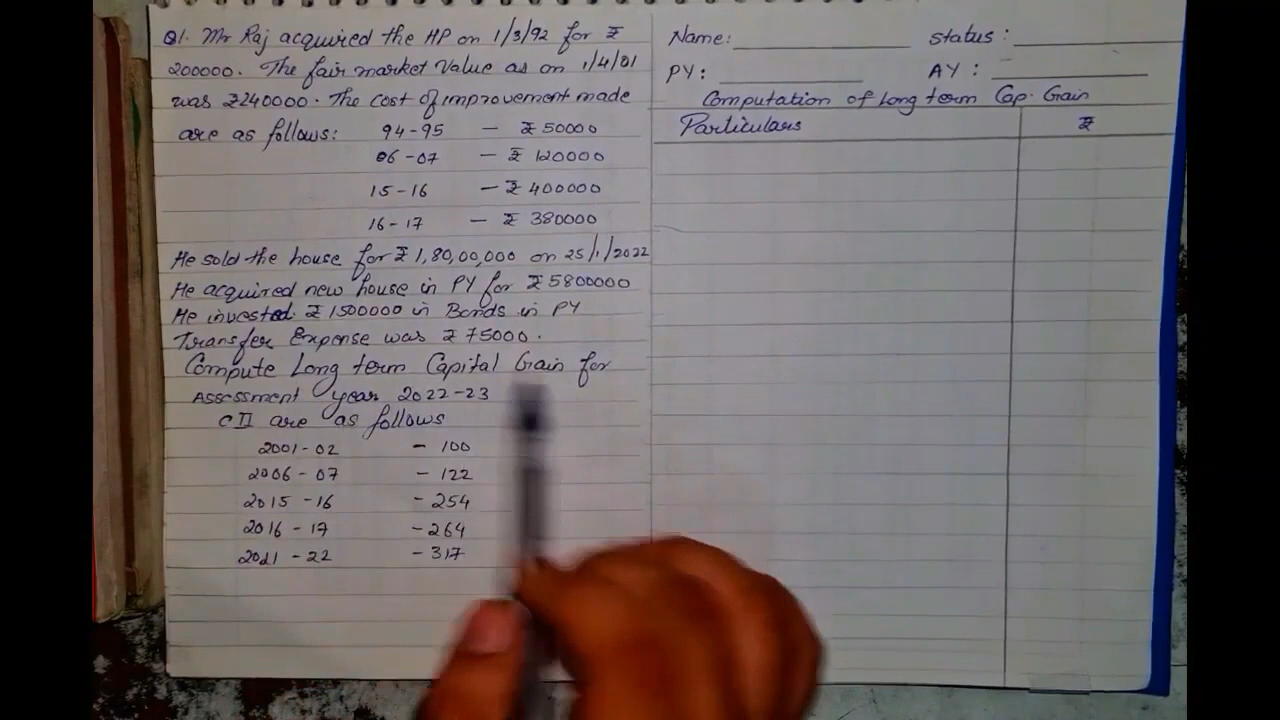 Q1. Mr Raj acquired the HP on 1/3/92 for ₹
200000. The fair market Value as on 1/4/01
was ₹240000. The cost of improvement made
are as follows: 94-95 - ₹50000
06-07 - ₹ 120000
15-16 - ₹ 400000
16-17 - ₹ 380000
He sold the house for ₹ 1,80,00,000 on 25/1/2022
He acquired new house in PY for ₹5800000
He invested ₹1500000 in Bonds in PY
Transfer Expense was ₹75000.
Compute Long term Capital Gain for
Assessment year 2022-23
CII are as follows
2001-02 - 100
2006-07 - 122
2015-16 - 254
2016-17 - 264
2021-22 - 317
Name: Status:
PY: AY:
Computation of Long term Cap. Gain
Particulars ₹